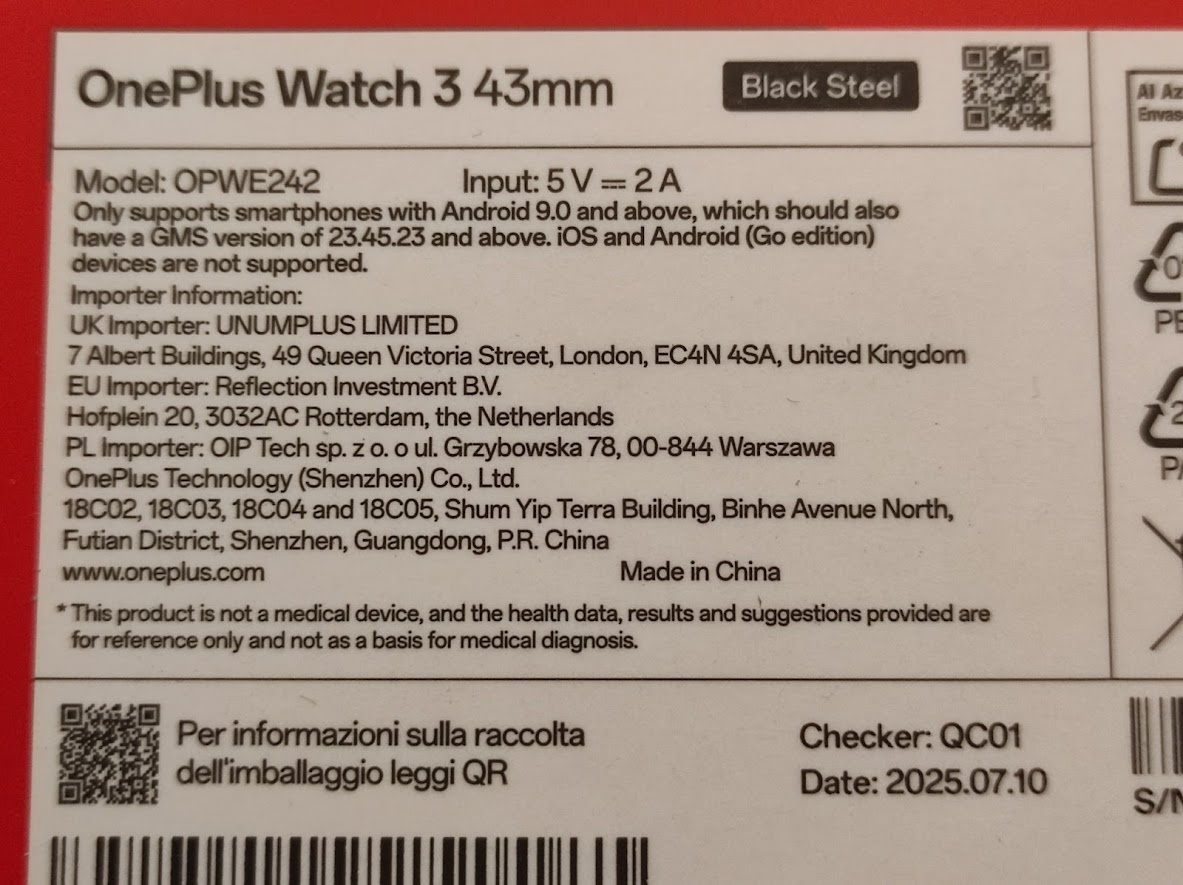 OnePlus Watch 3 43mm
Black Steel
Model: OPWE242
Input: 5 V ⎓ 2 A
Only supports smartphones with Android 9.0 and above, which should also
have a GMS version of 23.45.23 and above. iOS and Android (Go edition)
devices are not supported.
Importer Information:
UK Importer: UNUMPLUS LIMITED
7 Albert Buildings, 49 Queen Victoria Street, London, EC4N 4SA, United Kingdom
EU Importer: Reflection Investment B.V.
Hofplein 20, 3032AC Rotterdam, the Netherlands
PL Importer: OIP Tech sp. z o. o ul. Grzybowska 78, 00-844 Warszawa
OnePlus Technology (Shenzhen) Co., Ltd.
18C02, 18C03, 18C04 and 18C05, Shum Yip Terra Building, Binhe Avenue North,
Futian District, Shenzhen, Guangdong, P.R. China
www.oneplus.com
Made in China
* This product is not a medical device, and the health data, results and suggestions provided are
for reference only and not as a basis for medical diagnosis.
Per informazioni sulla raccolta
dell'imballaggio leggi QR
Checker: QC01
Date: 2025.07.10
Al